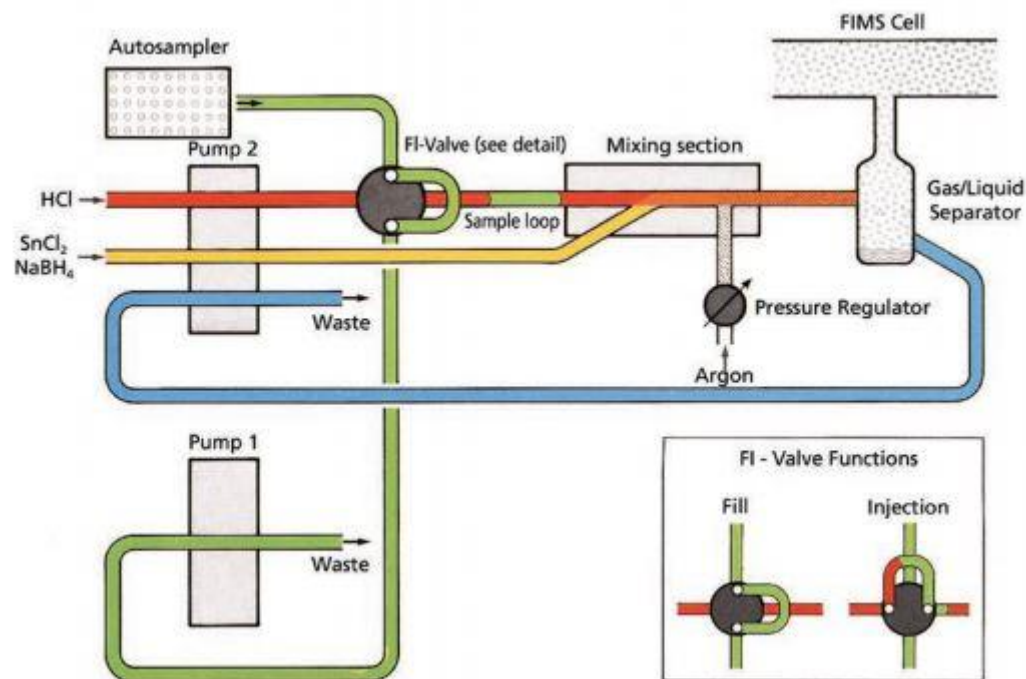 FIMS Cell
Autosampler
Pump 2
FI-Valve (see detail)
Mixing section
HCl
Sample loop
Gas/Liquid
Separator
SnCl₂
NaBH₄
Waste
Pressure Regulator
Argon
Pump 1
Waste
FI - Valve Functions
Fill
Injection